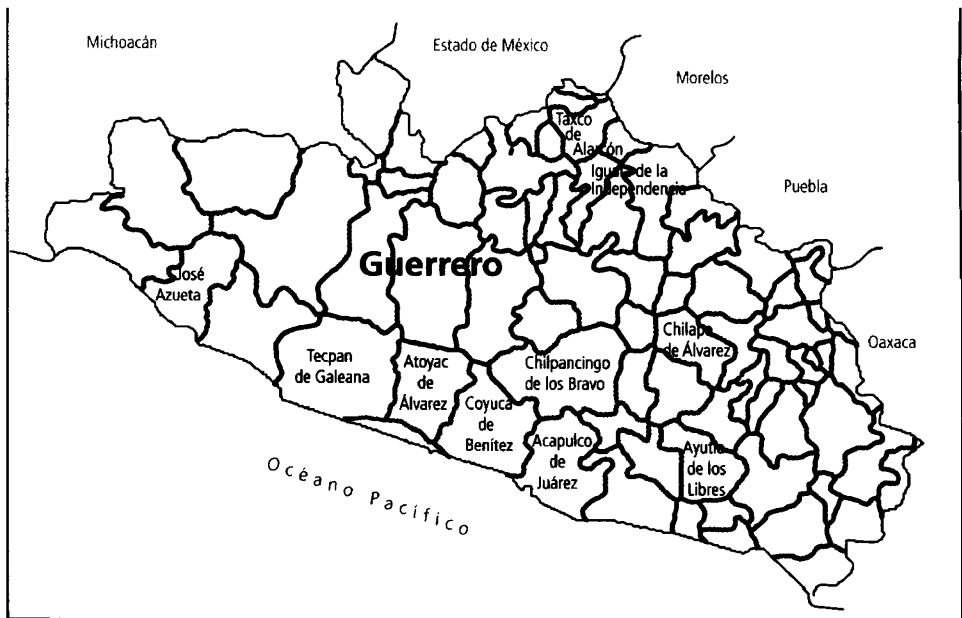 Michoacán
Estado de México
Morelos
Taxco
de
Alarcón
Iguala de la
Independencia
Puebla
Guerrero
José
Azueta
Chilapa
de Álvarez
Oaxaca
Tecpan
de Galeana
Atoyac
de
Álvarez
Chilpancingo
de los Bravo
Coyuca
de
Benítez
Acapulco
de
Juárez
Ayutla
de los
Libres
Océano Pacífico